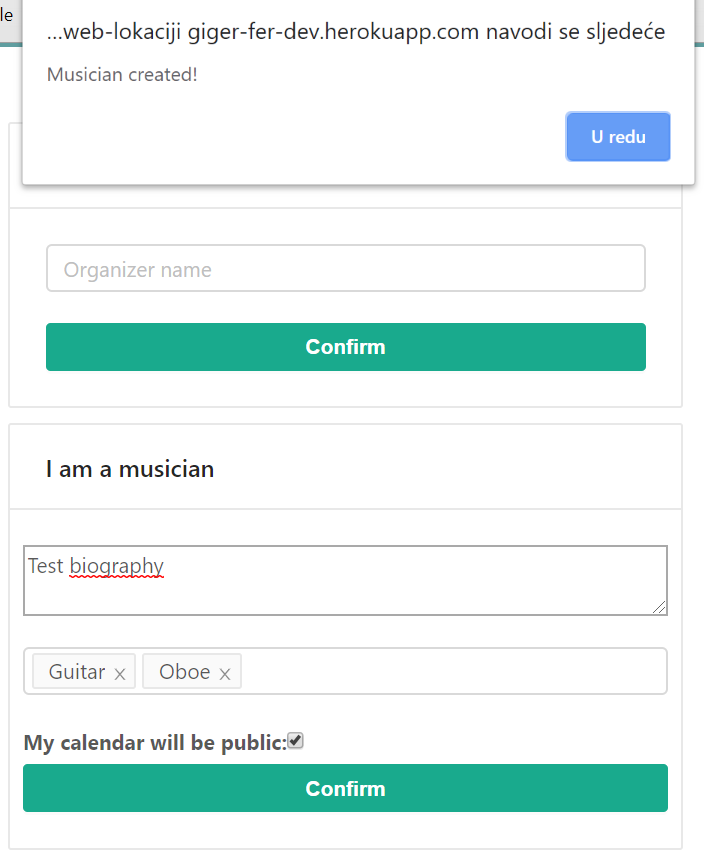 le
...web-lokaciji giger-fer-dev.herokuapp.com navodi se sljedeće
Musician created!
U redu
Organizer name
Confirm
I am a musician
Test biography
Guitar x Oboe x
My calendar will be public:
Confirm